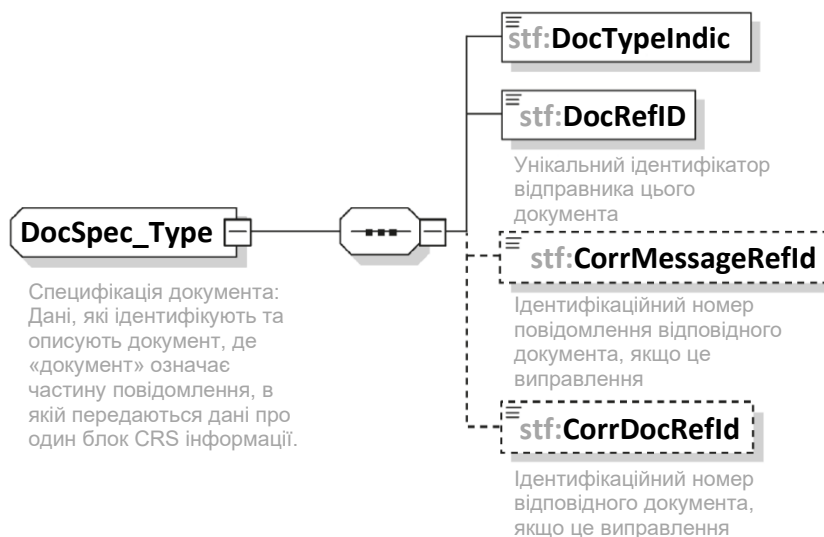 stf:DocTypeIndic
stf:DocRefID
Унікальний ідентифікатор
відправника цього
документа
DocSpec_Type
Специфікація документа:
Дані, які ідентифікують та
описують документ, де
«документ» означає
частину повідомлення, в
якій передаються дані про
один блок CRS інформації.
stf:CorrMessageRefId
Ідентифікаційний номер
повідомлення відповідного
документа, якщо це
виправлення
stf:CorrDocRefId
Ідентифікаційний номер
відповідного документа,
якщо це виправлення